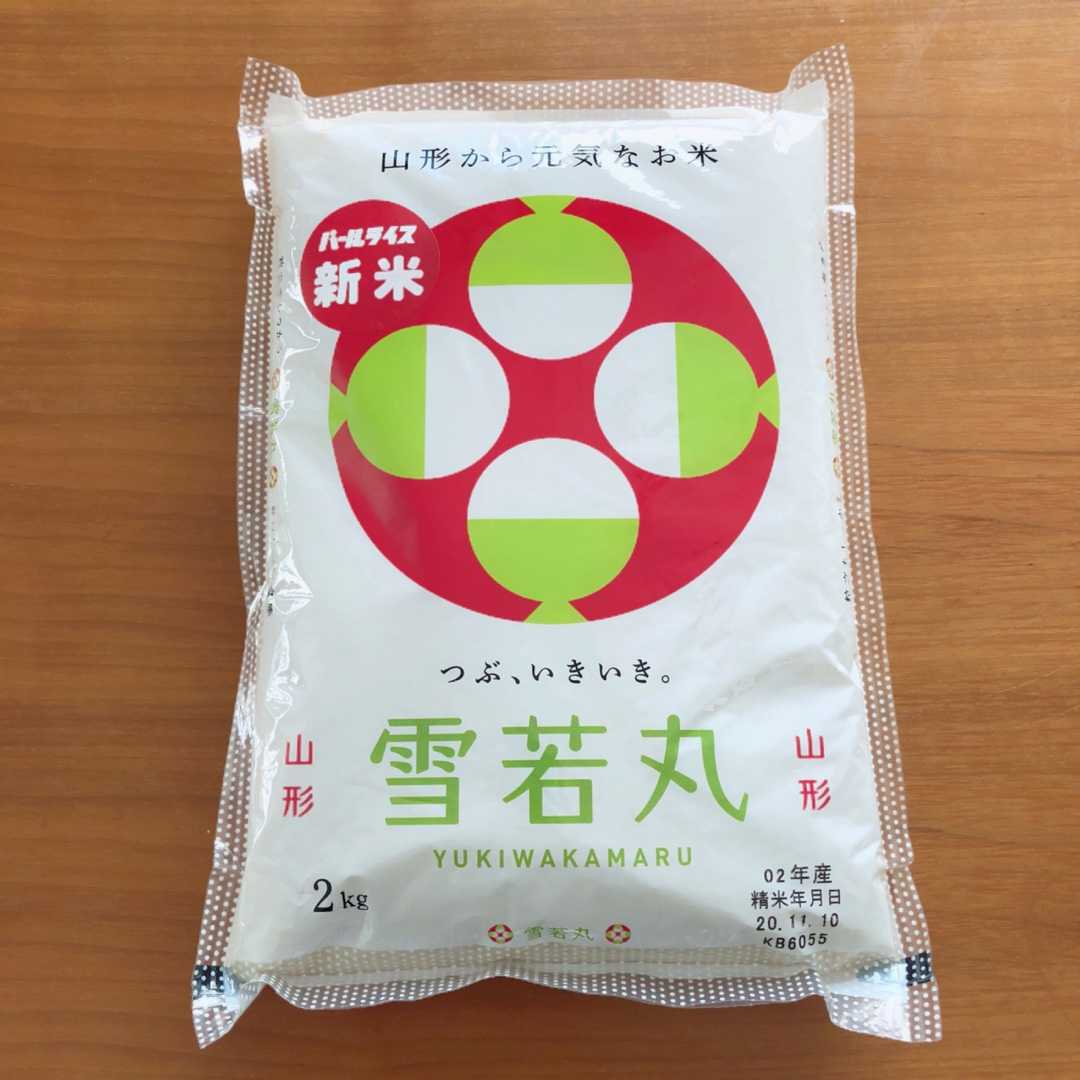 山形から元気なお米
パールライス
新米
つぶ、いきいき。
山形
雪若丸
山形
YUKIWAKAMARU
2kg
02年産
精米年月日
20.11.10
KB6055
雪若丸